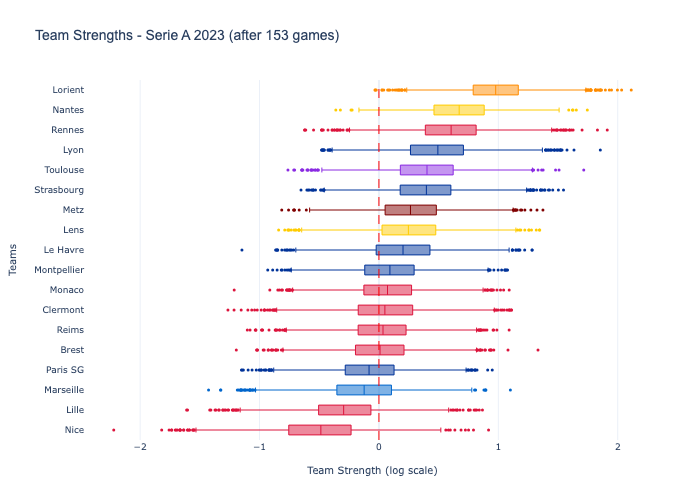 Team Strengths - Serie A 2023 (after 153 games)
Lorient
Nantes
Rennes
Lyon
Toulouse
Strasbourg
Metz
Lens
Le Havre
Montpellier
Monaco
Clermont
Reims
Brest
Paris SG
Marseille
Lille
Nice
Teams
−2 −1 0 1 2
Team Strength (log scale)